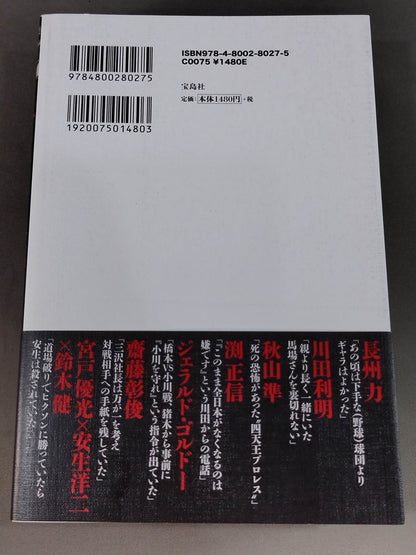 ISBN978-4-8002-8027-5
C0075 ¥1480E
9784800280275
1920075014803
宝島社
定価：本体1480円+税
長州 力
「あの頃は下手な（野球）球団より
ギャラはよかった」
川田利明
「親より長く一緒にいた
馬場さんを裏切れない」
秋山 準
「死の恐怖があった“四天王プロレス”」
渕 正信
「『このまま全日本がなくなるのは
嫌です』という川田からの電話」
ジェラルド・ゴルドー
「橋本VS小川戦、猪木から事前に
『小川を守れ』という指令が出ていた」
齋藤彰俊
「三沢社長は“万が一”を考え
対戦相手への手紙を残していた」
宮戸優光×安生洋二
×鈴木 健
「道場破りでヒクソンに勝っていたら
安生は殺されていた」